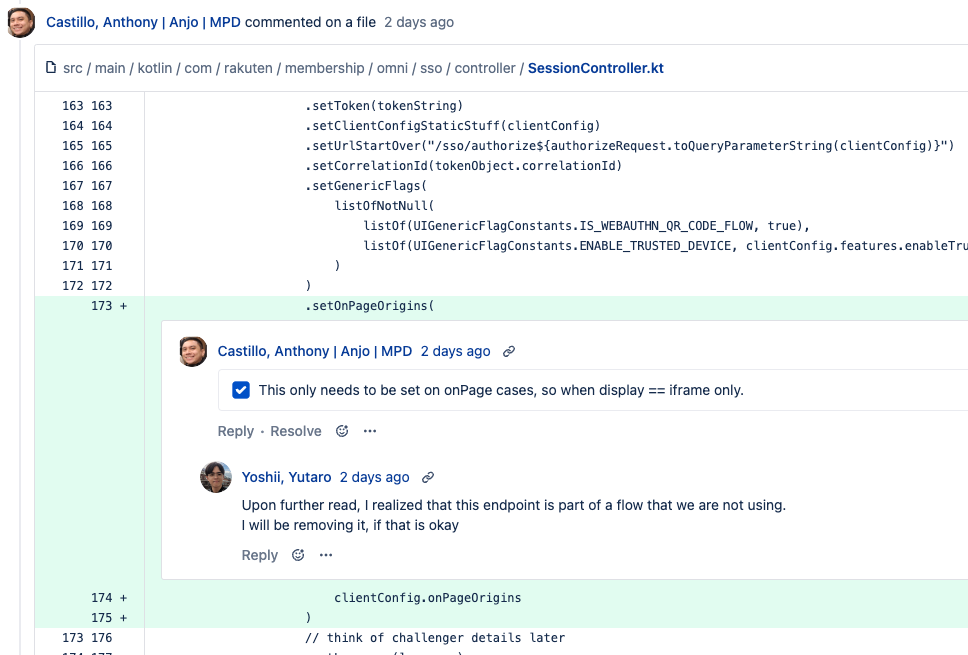 Castillo, Anthony | Anjo | MPD commented on a file 2 days ago
src / main / kotlin / com / rakuten / membership / omni / sso / controller / SessionController.kt
163 163 .setToken(tokenString)
164 164 .setClientConfigStaticStuff(clientConfig)
165 165 .setUrlStartOver("/sso/authorize${authorizeRequest.toQueryParameterString(clientConfig)}")
166 166 .setCorrelationId(tokenObject.correlationId)
167 167 .setGenericFlags(
168 168 listOfNotNull(
169 169 listOf(UIGenericFlagConstants.IS_WEBAUTHN_QR_CODE_FLOW, true),
170 170 listOf(UIGenericFlagConstants.ENABLE_TRUSTED_DEVICE, clientConfig.features.enableTru
171 171 )
172 172 )
173 + .setOnPageOrigins(
Castillo, Anthony | Anjo | MPD 2 days ago
This only needs to be set on onPage cases, so when display == iframe only.
Reply · Resolve
Yoshii, Yutaro 2 days ago
Upon further read, I realized that this endpoint is part of a flow that we are not using.
I will be removing it, if that is okay
Reply
174 + clientConfig.onPageOrigins
175 + )
173 176 // think of challenger details later